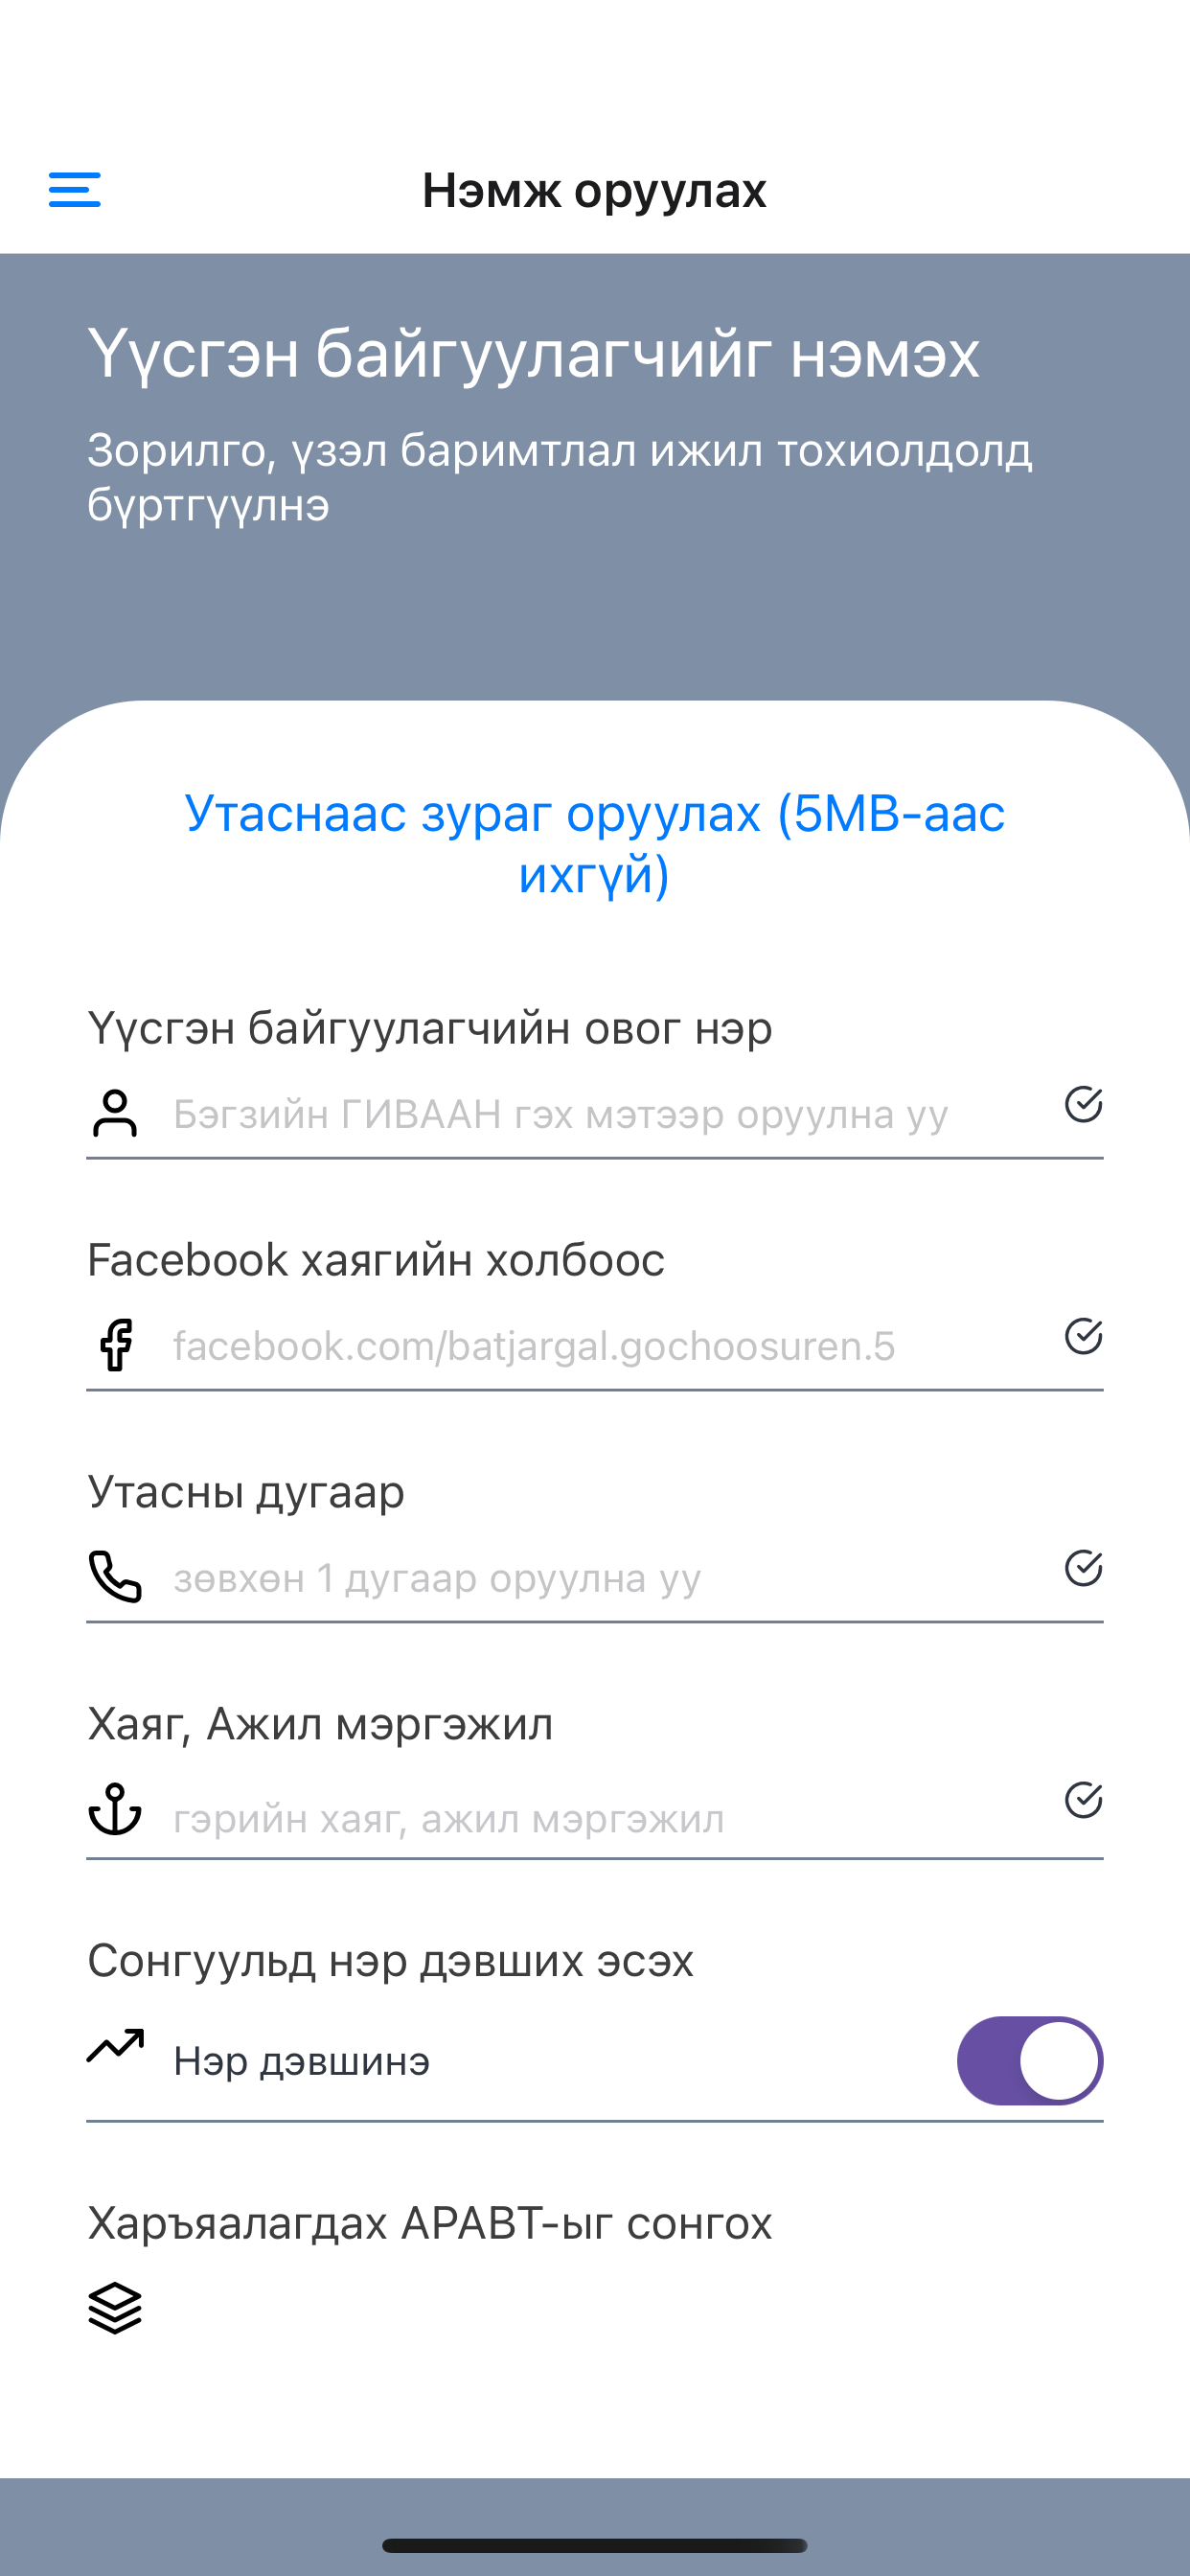 Нэмж оруулах
Үүсгэн байгуулагчийг нэмэх
Зорилго, үзэл баримтлал ижил тохиолдолд
бүртгүүлнэ
Утаснаас зураг оруулах (5MB-аас
ихгүй)
Үүсгэн байгуулагчийн овог нэр
Бэгзийн ГИВААН гэх мэтээр оруулна уу
Facebook хаягийн холбоос
facebook.com/batjargal.gochoosuren.5
Утасны дугаар
зөвхөн 1 дугаар оруулна уу
Хаяг, Ажил мэргэжил
гэрийн хаяг, ажил мэргэжил
Сонгуульд нэр дэвших эсэх
Нэр дэвшинэ
Харъяалагдах АРАВТ-ыг сонгох